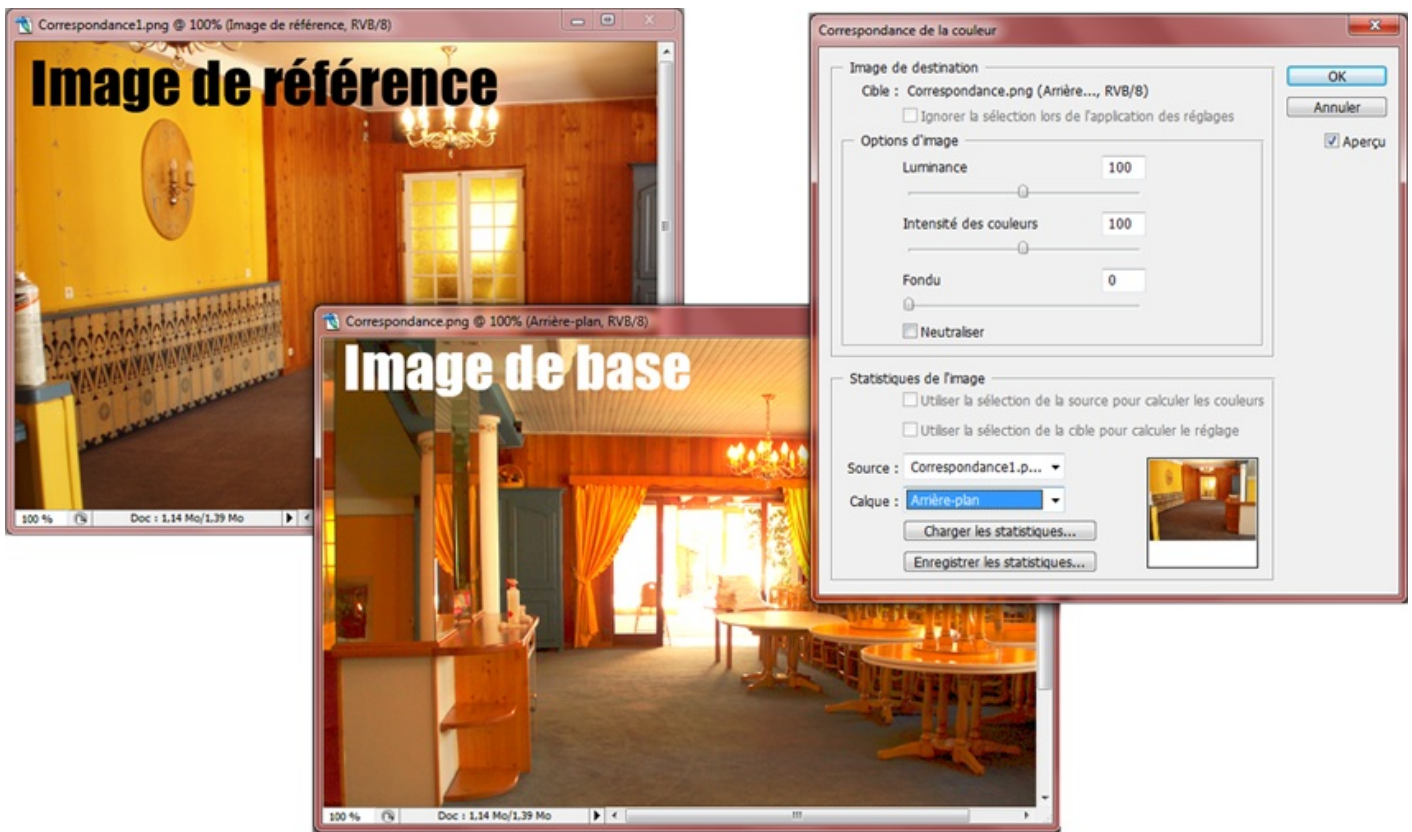 Correspondance1.png @ 100% (Image de référence, RVB/8)
Image de référence
100 %
Doc : 1,14 Mo/1,39 Mo
Correspondance.png @ 100% (Arrière-plan, RVB/8)
Image de base
100 %
Doc : 1,14 Mo/1,39 Mo
Correspondance de la couleur
Image de destination
Cible : Correspondance.png (Arrière..., RVB/8)
Ignorer la sélection lors de l'application des réglages
Options d'image
Luminance 100
Intensité des couleurs 100
Fondu 0
Neutraliser
Statistiques de l'image
Utiliser la sélection de la source pour calculer les couleurs
Utiliser la sélection de la cible pour calculer le réglage
Source : Correspondance1.p...
Calque : Arrière-plan
Charger les statistiques...
Enregistrer les statistiques...
OK
Annuler
Aperçu